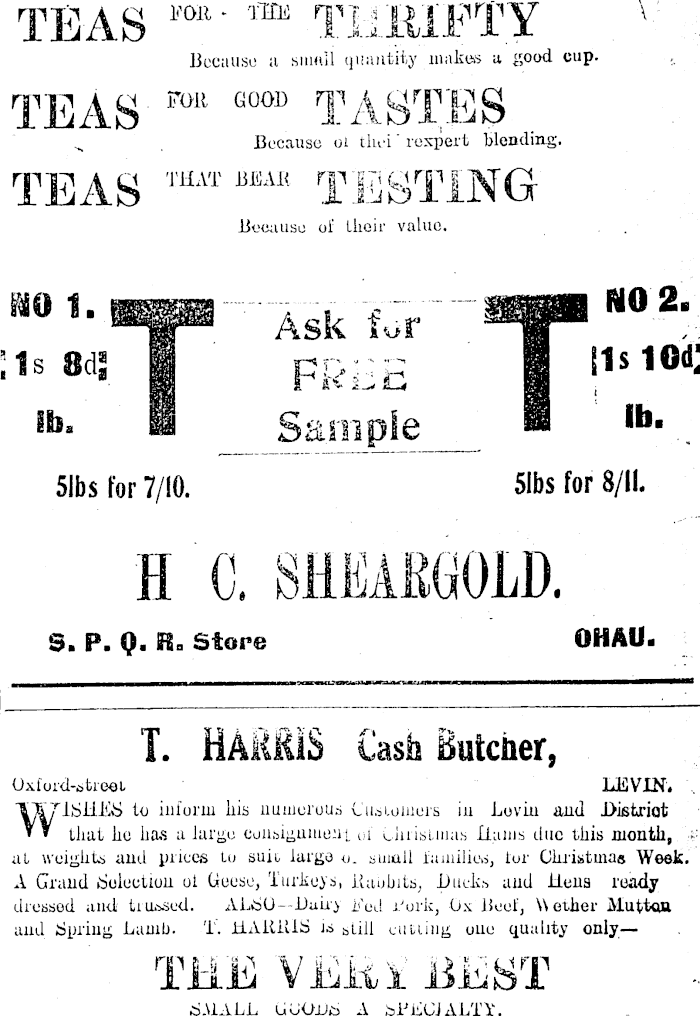 TEAS FOR - THE THRIFTY
Because a small quantity makes a good cup.
TEAS FOR GOOD TASTES
Because of thei rexpert blending.
TEAS THAT BEAR TESTING
Because of their value.
NO 1.
1s 8d
lb.
T
Ask for
FREE
Sample
T
NO 2.
1s 10d
lb.
5lbs for 7/10.
5lbs for 8/11.
H C. SHEARGOLD.
S. P. Q. R. Store OHAU.
T. HARRIS Cash Butcher,
Oxford-street LEVIN.
WISHES to inform his numerous Customers in Levin and District
that he has a large consignment of Christmas Hams due this month,
at weights and prices to suit large o. small families, for Christmas Week.
A Grand Selection of Geese, Turkeys, Rabbits, Ducks and Hens ready
dressed and trussed. ALSO—Dairy Fed Pork, Ox Beef, Wether Mutton
and Spring Lamb. T. HARRIS is still cutting one quality only—
THE VERY BEST
SMALL GOODS A SPECIALTY.